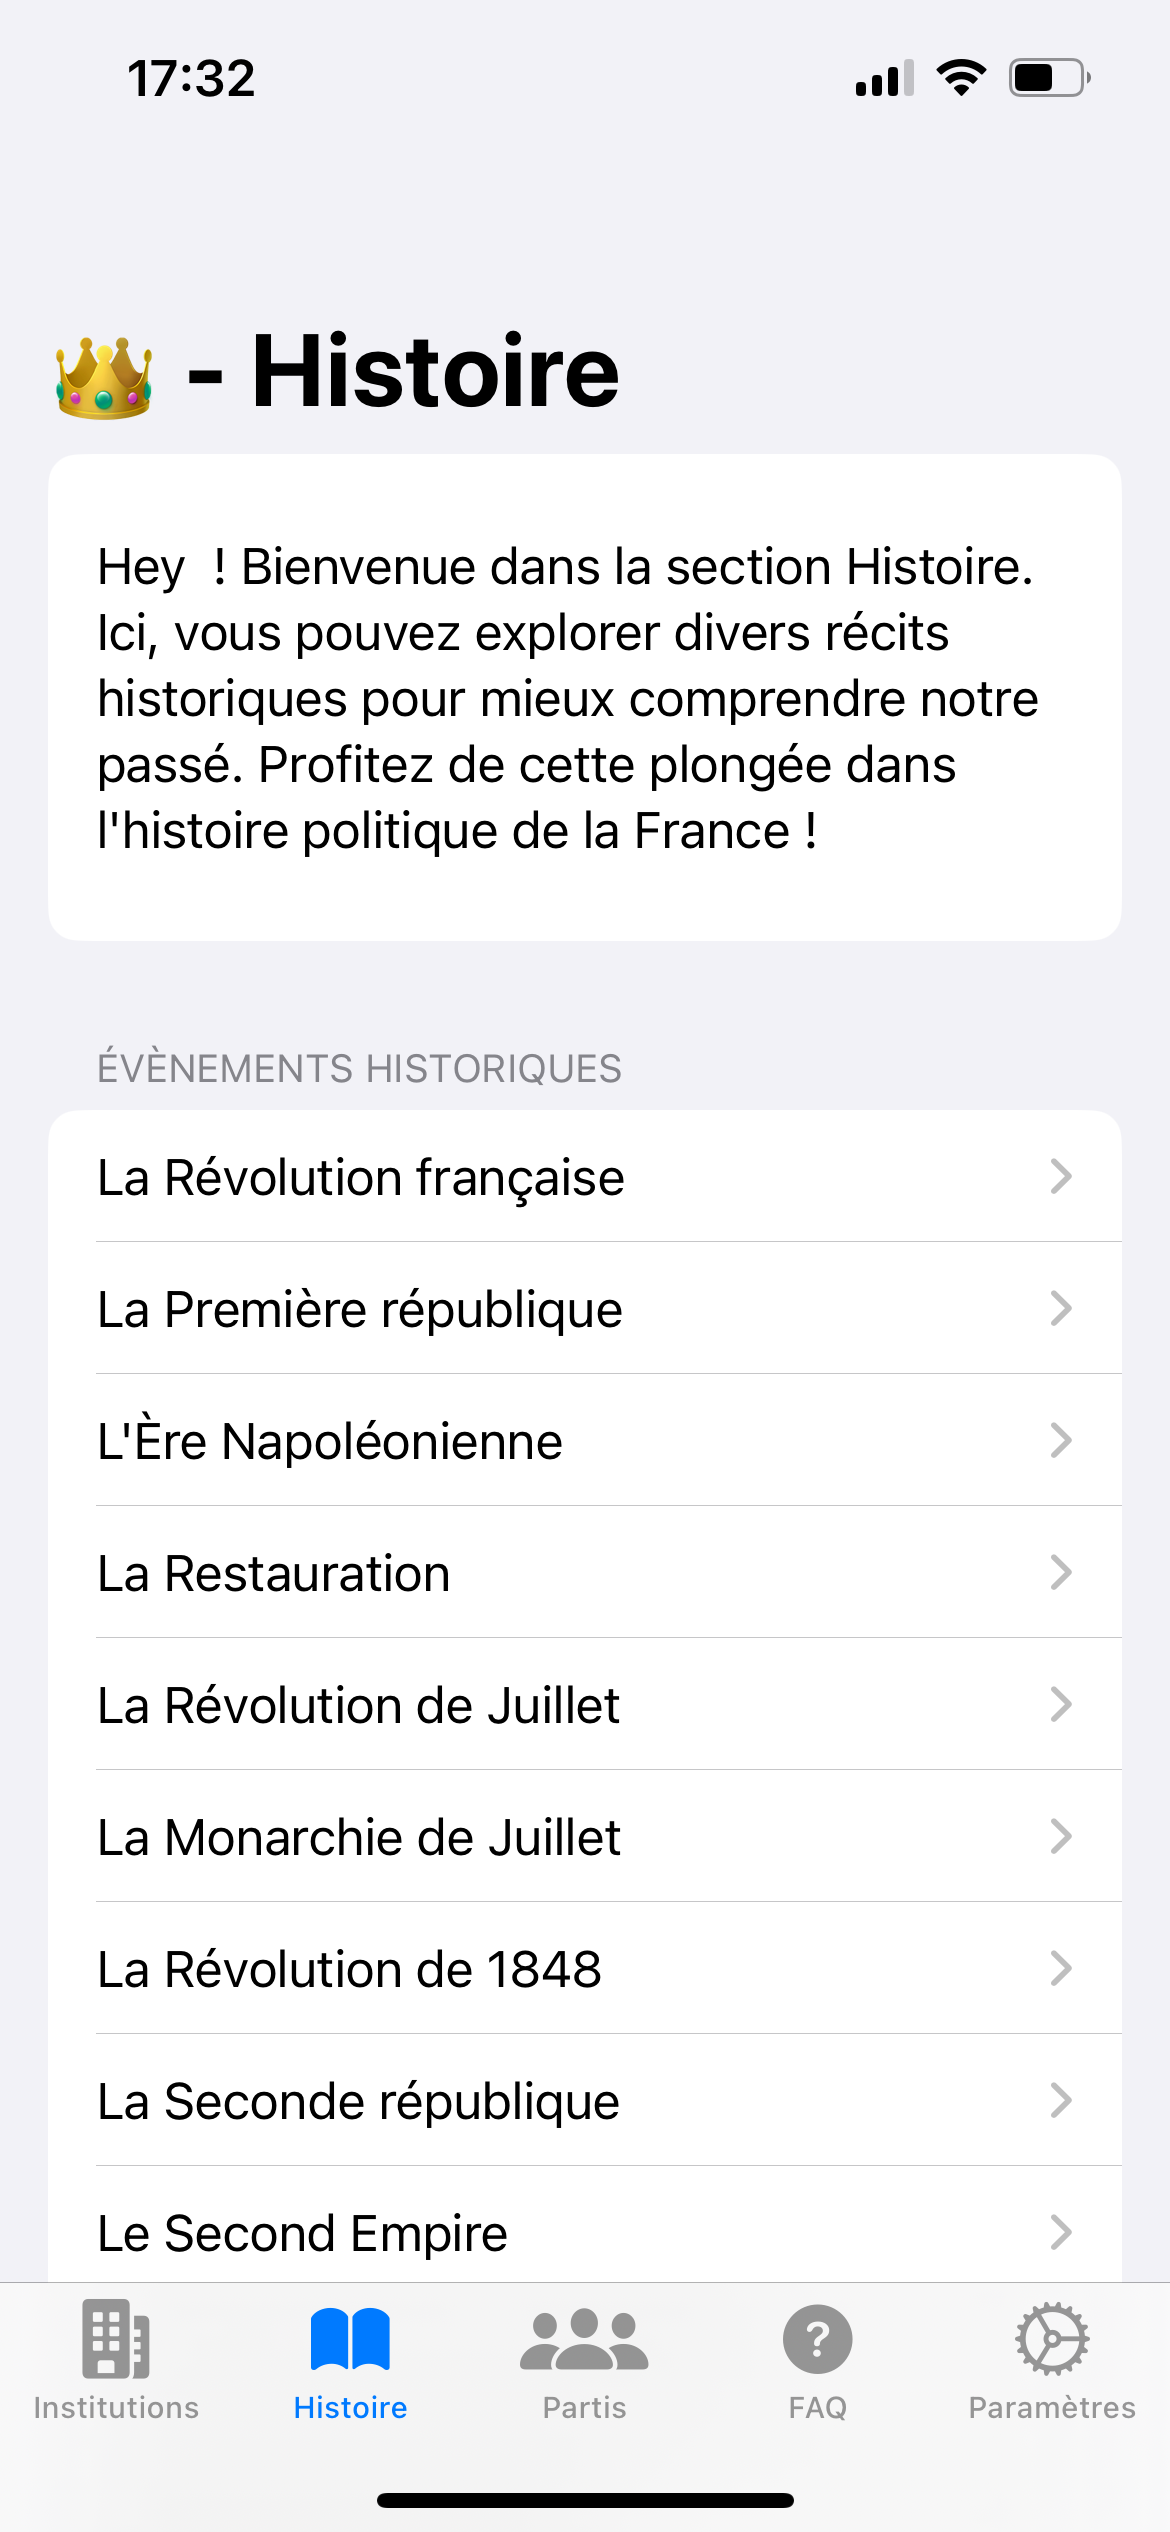 17:32
👑 - Histoire
Hey  ! Bienvenue dans la section Histoire.
Ici, vous pouvez explorer divers récits
historiques pour mieux comprendre notre
passé. Profitez de cette plongée dans
l'histoire politique de la France !
ÉVÈNEMENTS HISTORIQUES
La Révolution française
La Première république
L'Ère Napoléonienne
La Restauration
La Révolution de Juillet
La Monarchie de Juillet
La Révolution de 1848
La Seconde république
Le Second Empire
Institutions Histoire Partis FAQ Paramètres